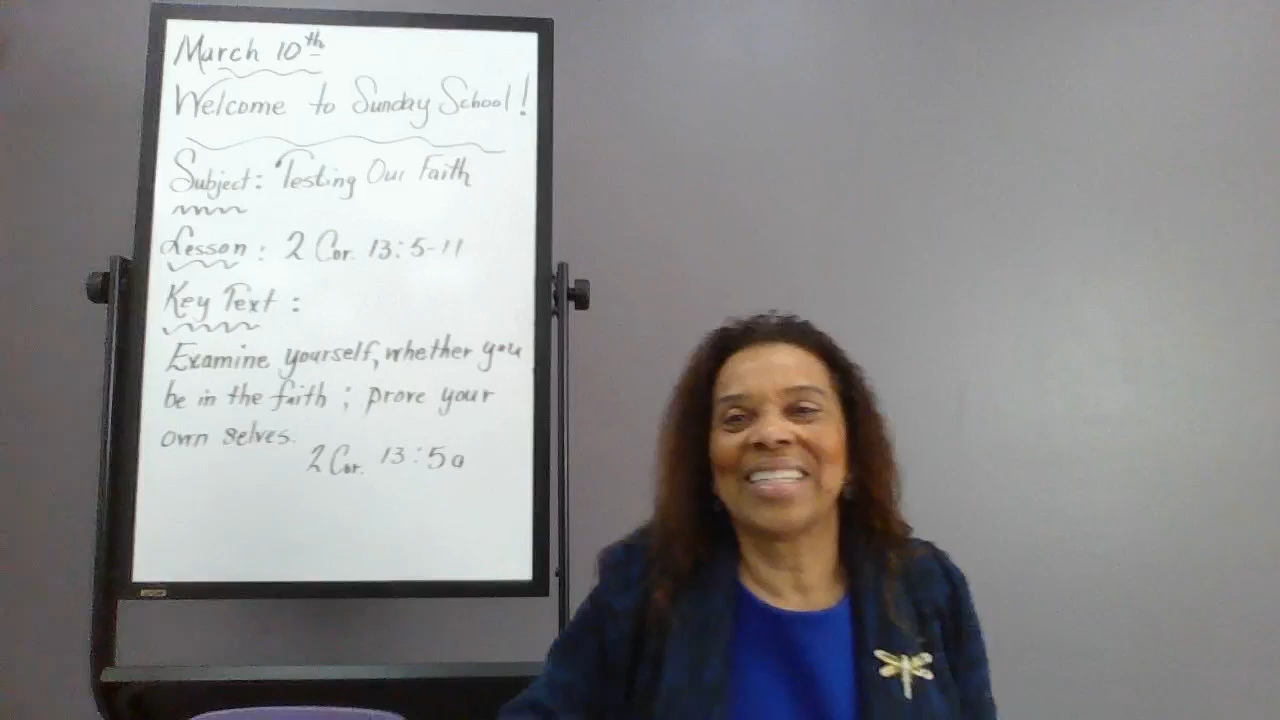 March 10th
Welcome to Sunday School!
Subject: Testing Our Faith
Lesson: 2 Cor. 13:5-11
Key Text:
Examine yourself, whether you
be in the faith; prove your
own selves.
2 Cor. 13:5a